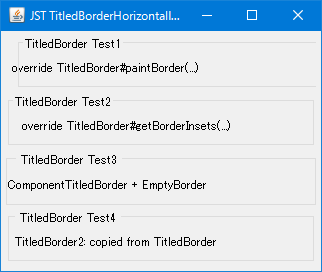 JST TitledBorderHorizontalI...
TitledBorder Test1
override TitledBorder#paintBorder(...)
TitledBorder Test2
override TitledBorder#getBorderInsets(...)
TitledBorder Test3
ComponentTitledBorder + EmptyBorder
TitledBorder Test4
TitledBorder2: copied from TitledBorder